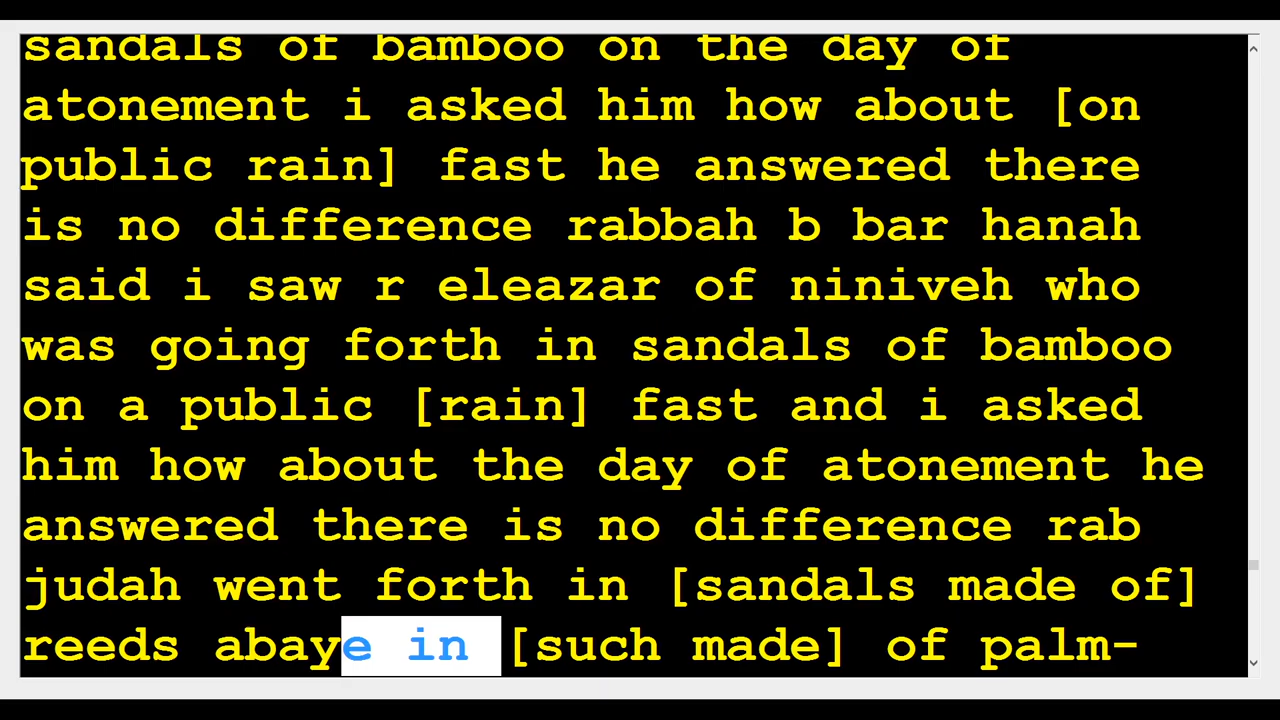 sandals of bamboo on the day of
atonement i asked him how about [on
public rain] fast he answered there
is no difference rabbah b bar hanah
said i saw r eleazar of niniveh who
was going forth in sandals of bamboo
on a public [rain] fast and i asked
him how about the day of atonement he
answered there is no difference rab
judah went forth in [sandals made of]
reeds abaye in [such made] of palm-